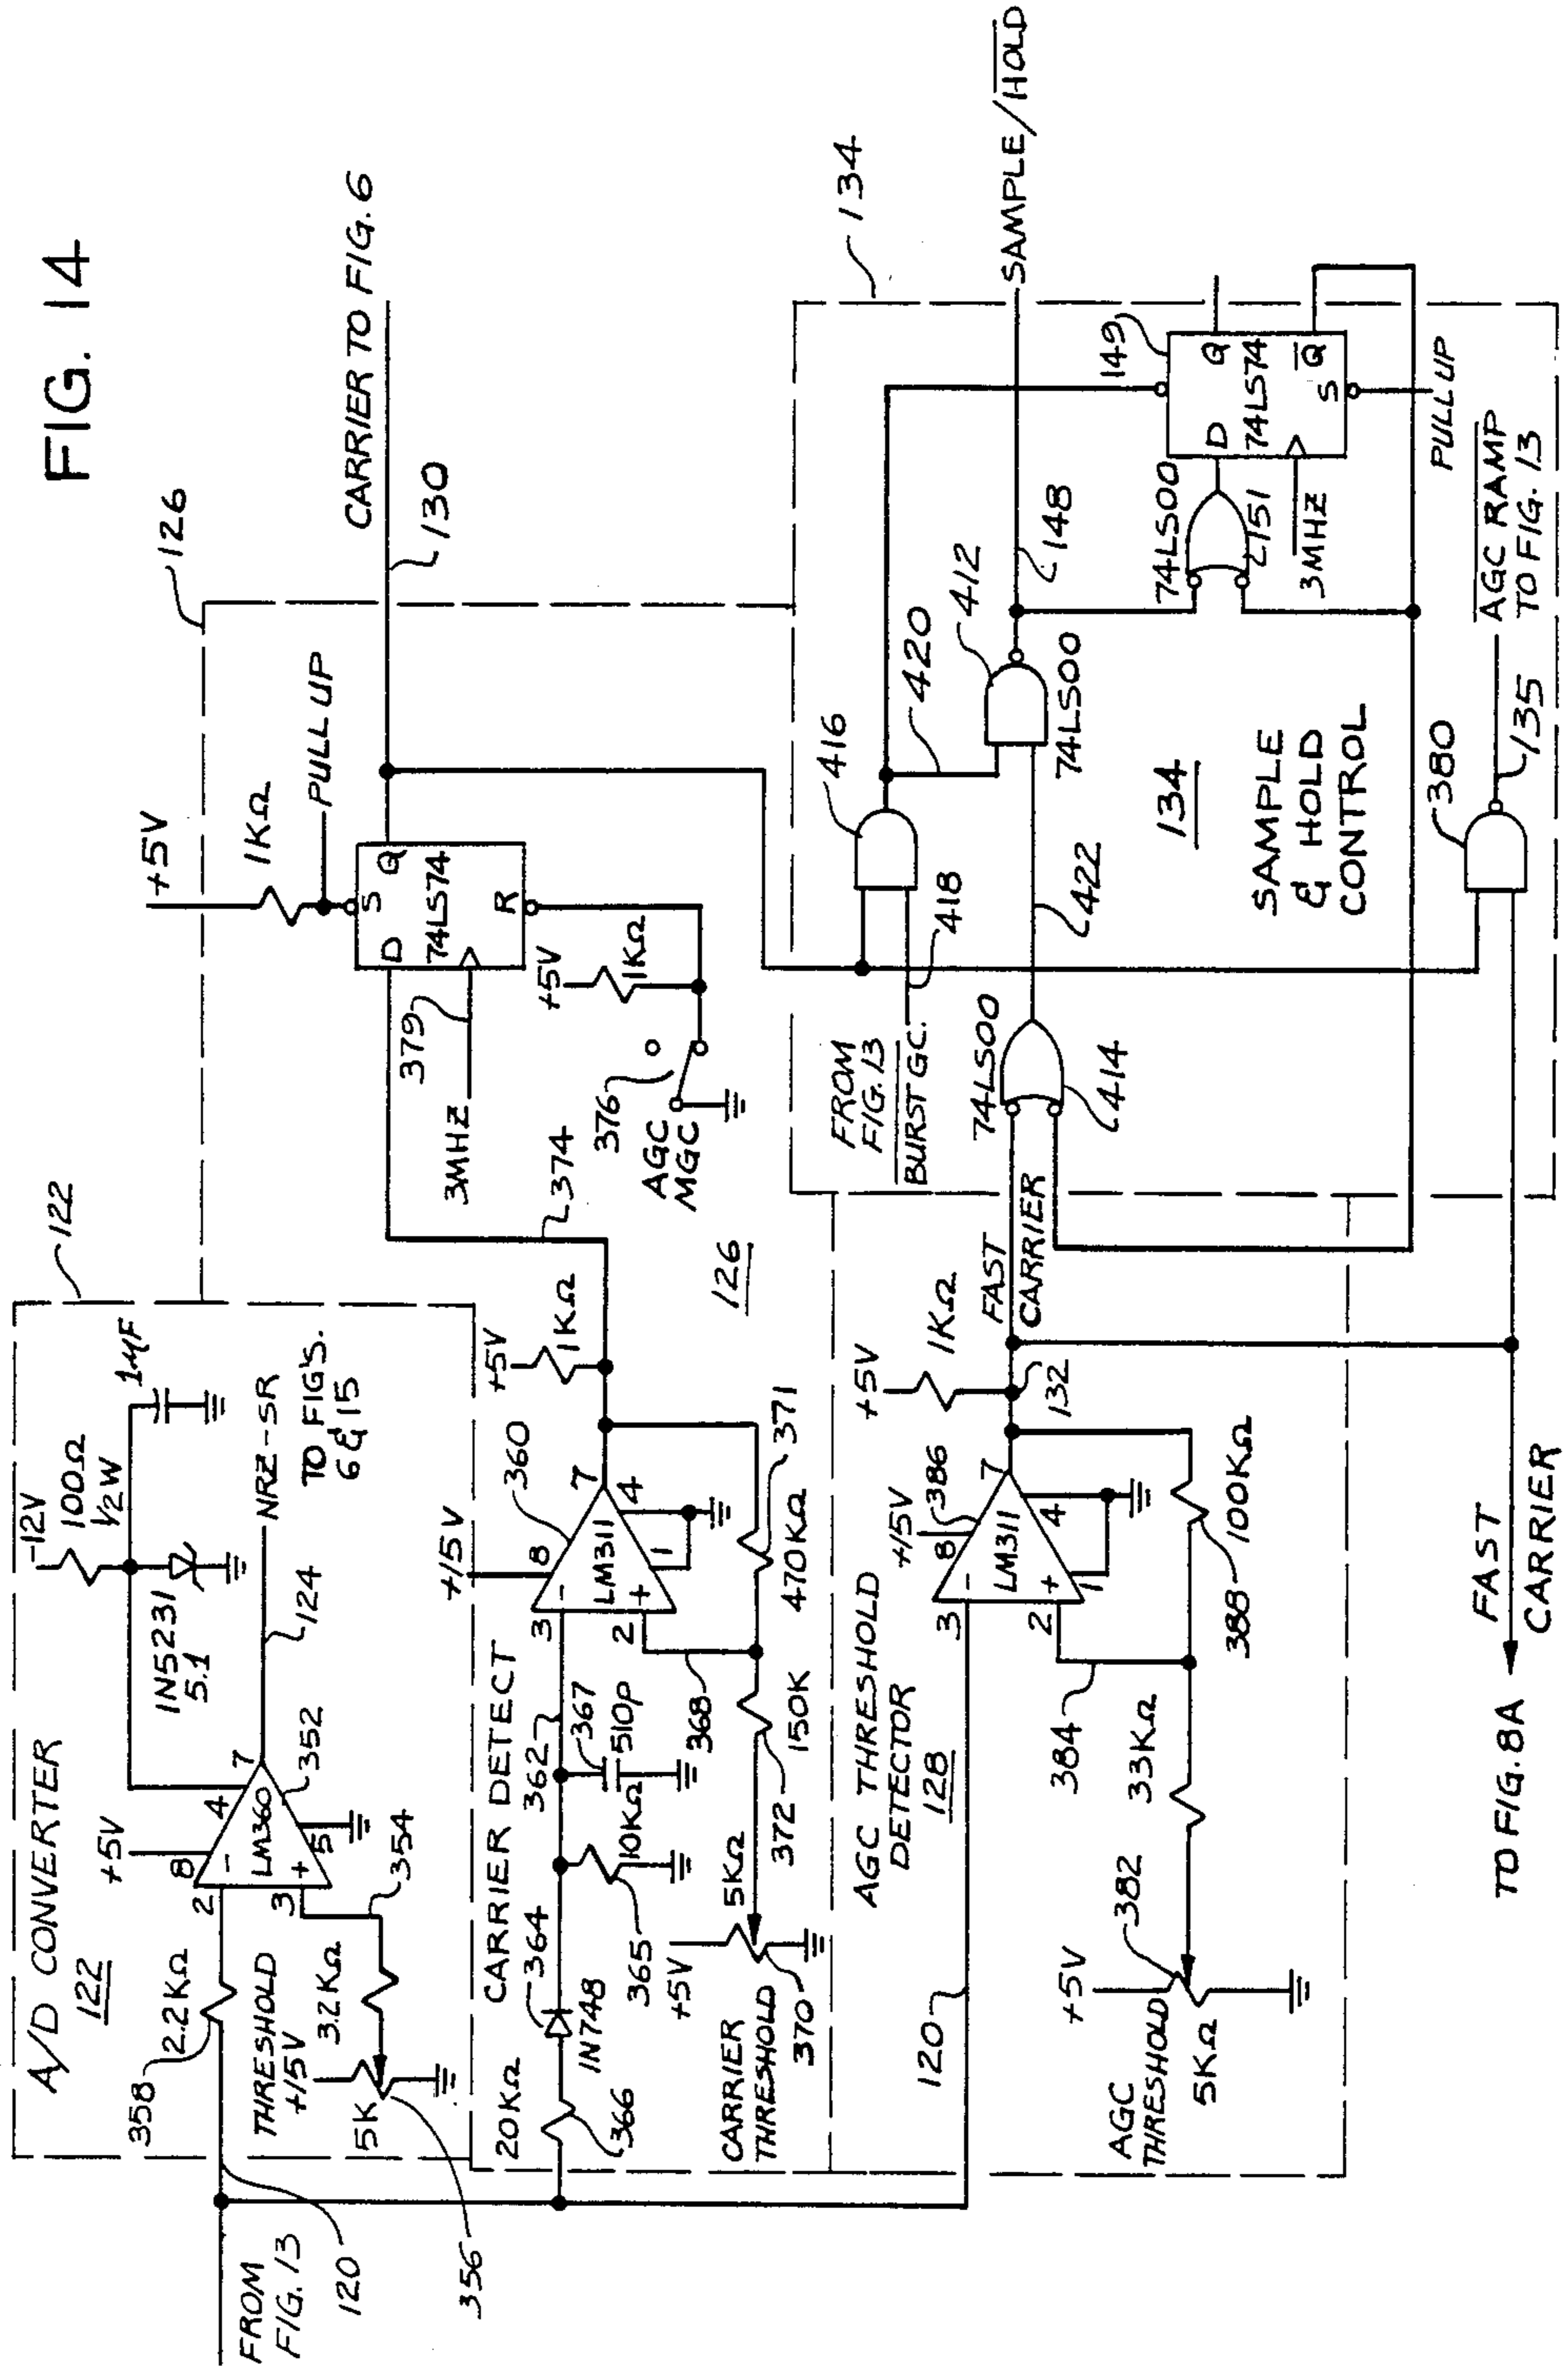 FIG. 14
A/D CONVERTER
122
122
358
2.2KΩ
THRESHOLD
+15V
3.2KΩ
5K
354
356
120
FROM
FIG. 13
+5V
8
2
3
4
5
7
LM360
-
+
352
-12V
100Ω
1/2 W
1N5231
5.1
1µF
124
NRZ-SR
TO FIG'S.
6 & 15
CARRIER DETECT
20KΩ
366
364
1N748
365
10KΩ
362
367
510P
368
372
150K
470KΩ
371
5KΩ
+5V
CARRIER
THRESHOLD
370
+15V
8
3
2
7
4
1
LM311
-
+
360
+5V
1KΩ
374
126
126
+5V
1KΩ
PULL UP
D
S
Q
R
74LS74
379
3MHZ
+5V
1KΩ
376
AGC
MGC
130
CARRIER TO FIG. 6
AGC THRESHOLD
DETECTOR
128
120
+5V
382
AGC
THRESHOLD
5KΩ
33KΩ
384
388
100KΩ
+15V
386
8
3
2
7
4
1
LM311
-
+
+5V
1KΩ
132
FAST
CARRIER
TO FIG. 8A
FAST
CARRIER
134
FROM
FIG. 13
BURST GC.
418
416
420
412
74LS00
74LS00
414
422
148
SAMPLE/HOLD
149
74LS00
151
3MHZ
D
Q
74LS74
Q
S
PULL UP
134
SAMPLE
& HOLD
CONTROL
380
135
AGC RAMP
TO FIG. 13